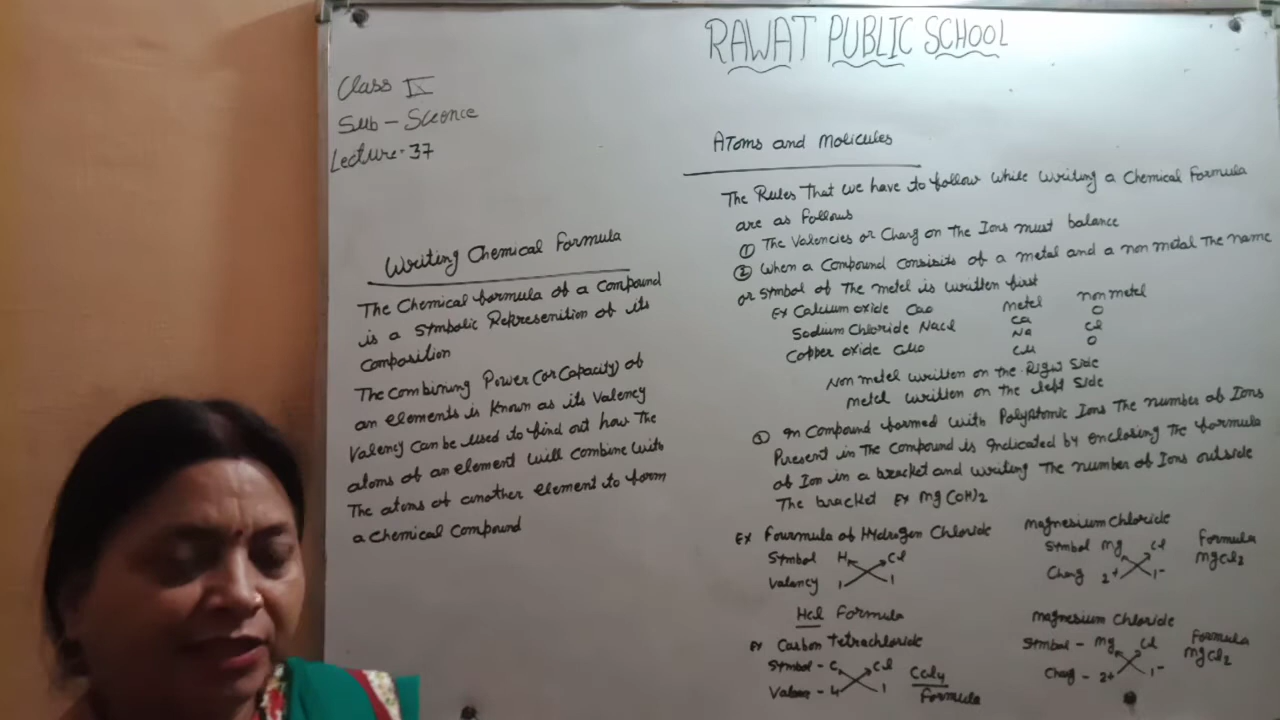 RAWAT PUBLIC SCHOOL
Class IX
Sub - Science
Lecture - 37
Writing Chemical Formula
The Chemical formula of a Compound
is a Symbolic Represenition of its
Composition
The Combining Power (or Capacity) of
an elements is known as its Valency
Valency can be used to find out how The
atoms of an element will combine with
The atoms of another element to form
a chemical compound
Atoms and Molicules
The Rules That we have to follow while writing a Chemical Formula
are as follows
① The Valencies or Charg on The Ions must balance
② When a Compound consisits of a metal and a non metal The name
or symbol of The metel is written first
Ex Calcium oxide Cao metel non metel
Ca O
Sodium Chloride Nacl Na Cl
Copper oxide Cuo Cu O
Non metel written on the Right side
metel written on the left side
③ In Compound formed with Polyatomic Ions The number of Ions
Present in The Compound is Indicated by enclosing The formula
of Ion in a bracket and writing The number of Ions outside
The bracket Ex Mg(OH)2
Ex Fourmula of Hydrogen Chloride
Symbol H Cl
Valency 1 1
Hcl Formula
Ex Carbon Tetrachloride
Symbol - C Cl
Valen - 4 1
Ccl4
Formula
Magnesium Chloride
Symbol Mg Cl
Charg 2+ 1-
Formula
MgCl2
Magnesium Chloride
Symbol - Mg Cl
Charg - 2+ 1-
Formula
MgCl2